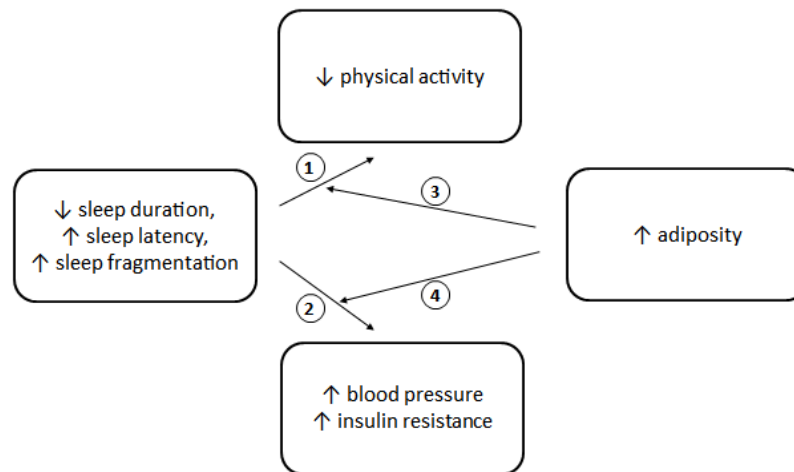 ↓ physical activity
1
3
↓ sleep duration,
↑ sleep latency,
↑ sleep fragmentation
↑ adiposity
4
2
↑ blood pressure
↑ insulin resistance